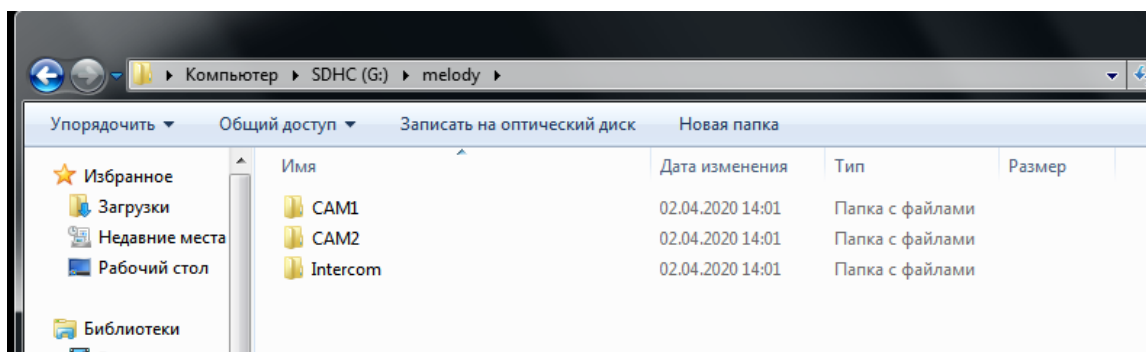 Компьютер ▸ SDHC (G:) ▸ melody ▸
Упорядочить Общий доступ Записать на оптический диск Новая папка
Избранное
Загрузки
Недавние места
Рабочий стол
Библиотеки
Имя Дата изменения Тип Размер
CAM1 02.04.2020 14:01 Папка с файлами
CAM2 02.04.2020 14:01 Папка с файлами
Intercom 02.04.2020 14:01 Папка с файлами